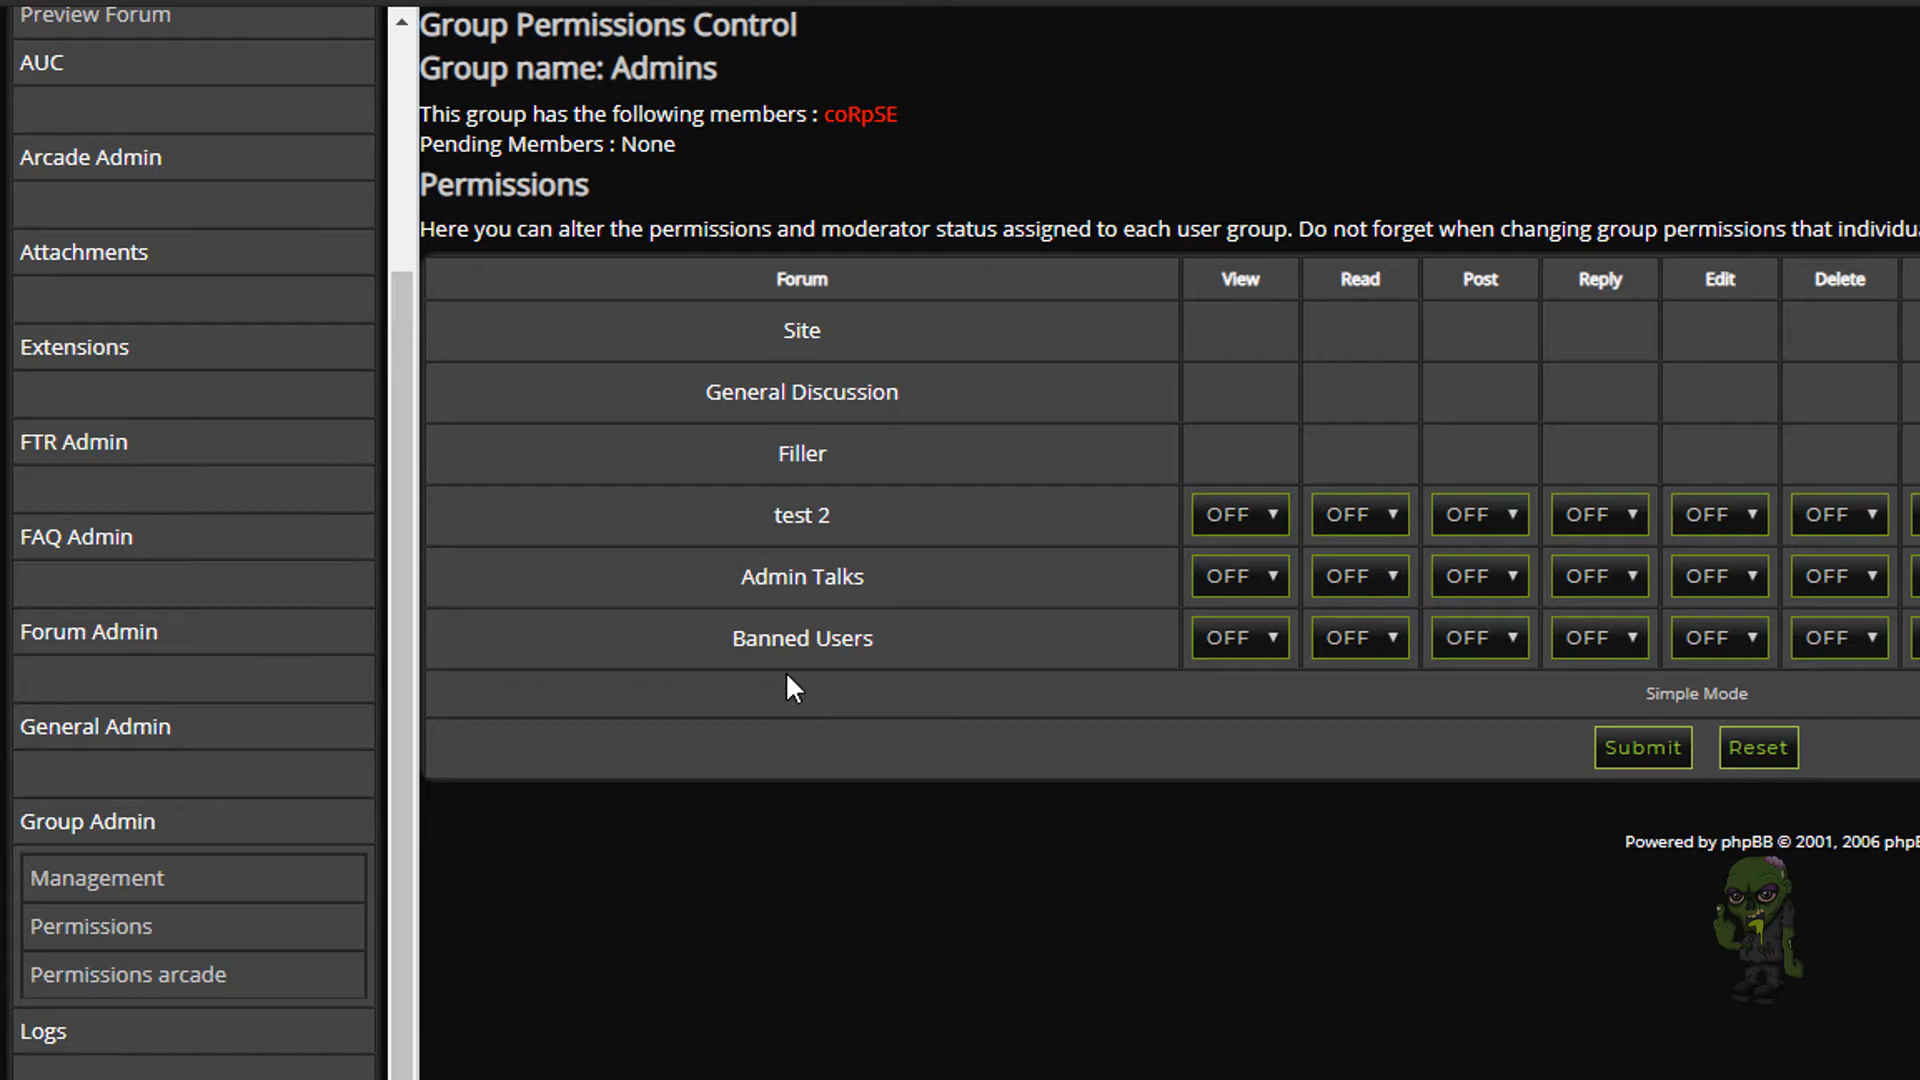 Preview Forum
AUC
Arcade Admin
Attachments
Extensions
FTR Admin
FAQ Admin
Forum Admin
General Admin
Group Admin
Management
Permissions
Permissions arcade
Logs
Group Permissions Control
Group name: Admins
This group has the following members : coRpSE
Pending Members : None
Permissions
Here you can alter the permissions and moderator status assigned to each user group. Do not forget when changing group permissions that individua
Forum View Read Post Reply Edit Delete
Site
General Discussion
Filler
test 2 OFF OFF OFF OFF OFF OFF
Admin Talks OFF OFF OFF OFF OFF OFF
Banned Users OFF OFF OFF OFF OFF OFF
Simple Mode
Submit Reset
Powered by phpBB © 2001, 2006 phpB